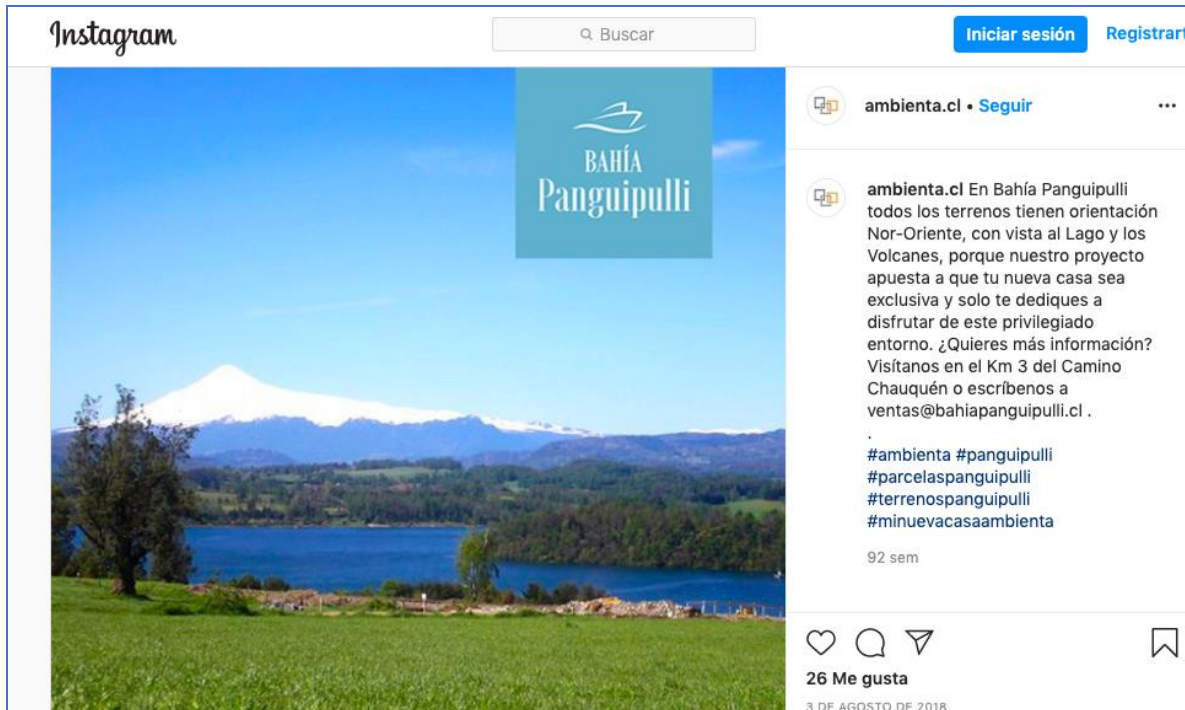 Instagram
Buscar
Iniciar sesión
Registrart
BAHÍA
Panguipulli
ambienta.cl • Seguir
ambienta.cl En Bahía Panguipulli
todos los terrenos tienen orientación
Nor-Oriente, con vista al Lago y los
Volcanes, porque nuestro proyecto
apuesta a que tu nueva casa sea
exclusiva y solo te dediques a
disfrutar de este privilegiado
entorno. ¿Quieres más información?
Visítanos en el Km 3 del Camino
Chauquén o escríbenos a
ventas@bahiapanguipulli.cl .
.
#ambienta #panguipulli
#parcelaspanguipulli
#terrenospanguipulli
#minuevacasaambienta
92 sem
26 Me gusta
3 DE AGOSTO DE 2018